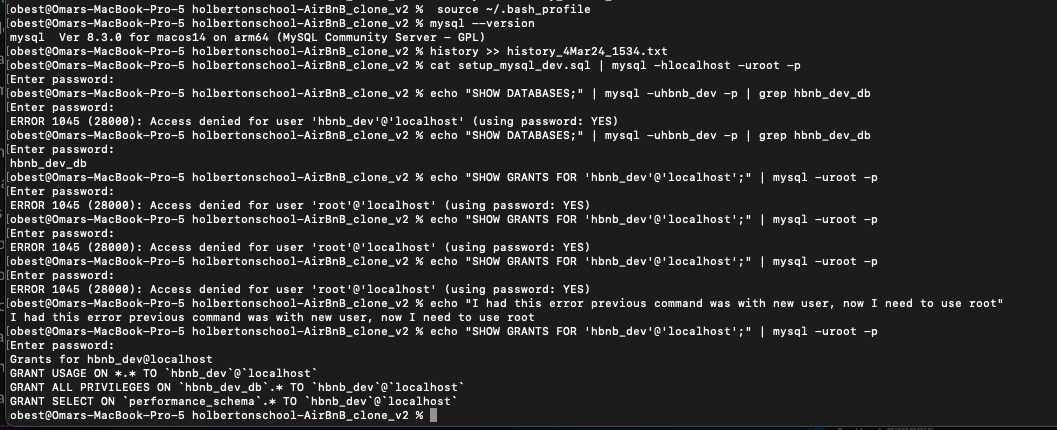 obest@Omars-MacBook-Pro-5 holbertonschool-AirBnB_clone_v2 %  source ~/.bash_profile
[obest@Omars-MacBook-Pro-5 holbertonschool-AirBnB_clone_v2 % mysql --version
mysql  Ver 8.3.0 for macos14 on arm64 (MySQL Community Server - GPL)
[obest@Omars-MacBook-Pro-5 holbertonschool-AirBnB_clone_v2 % history >> history_4Mar24_1534.txt
[obest@Omars-MacBook-Pro-5 holbertonschool-AirBnB_clone_v2 % cat setup_mysql_dev.sql | mysql -hlocalhost -uroot -p
[Enter password:
[obest@Omars-MacBook-Pro-5 holbertonschool-AirBnB_clone_v2 % echo "SHOW DATABASES;" | mysql -uhbnb_dev -p | grep hbnb_dev_db
[Enter password:
ERROR 1045 (28000): Access denied for user 'hbnb_dev'@'localhost' (using password: YES)
[obest@Omars-MacBook-Pro-5 holbertonschool-AirBnB_clone_v2 % echo "SHOW DATABASES;" | mysql -uhbnb_dev -p | grep hbnb_dev_db
[Enter password:
hbnb_dev_db
[obest@Omars-MacBook-Pro-5 holbertonschool-AirBnB_clone_v2 % echo "SHOW GRANTS FOR 'hbnb_dev'@'localhost';" | mysql -uroot -p
[Enter password:
ERROR 1045 (28000): Access denied for user 'root'@'localhost' (using password: YES)
[obest@Omars-MacBook-Pro-5 holbertonschool-AirBnB_clone_v2 % echo "SHOW GRANTS FOR 'hbnb_dev'@'localhost';" | mysql -uroot -p
[Enter password:
ERROR 1045 (28000): Access denied for user 'root'@'localhost' (using password: YES)
[obest@Omars-MacBook-Pro-5 holbertonschool-AirBnB_clone_v2 % echo "SHOW GRANTS FOR 'hbnb_dev'@'localhost';" | mysql -uroot -p
[Enter password:
ERROR 1045 (28000): Access denied for user 'root'@'localhost' (using password: YES)
[obest@Omars-MacBook-Pro-5 holbertonschool-AirBnB_clone_v2 % echo "I had this error previous command was with new user, now I need to use root"
I had this error previous command was with new user, now I need to use root
[obest@Omars-MacBook-Pro-5 holbertonschool-AirBnB_clone_v2 % echo "SHOW GRANTS FOR 'hbnb_dev'@'localhost';" | mysql -uroot -p
[Enter password:
Grants for hbnb_dev@localhost
GRANT USAGE ON *.* TO `hbnb_dev`@`localhost`
GRANT ALL PRIVILEGES ON `hbnb_dev_db`.* TO `hbnb_dev`@`localhost`
GRANT SELECT ON `performance_schema`.* TO `hbnb_dev`@`localhost`
obest@Omars-MacBook-Pro-5 holbertonschool-AirBnB_clone_v2 %